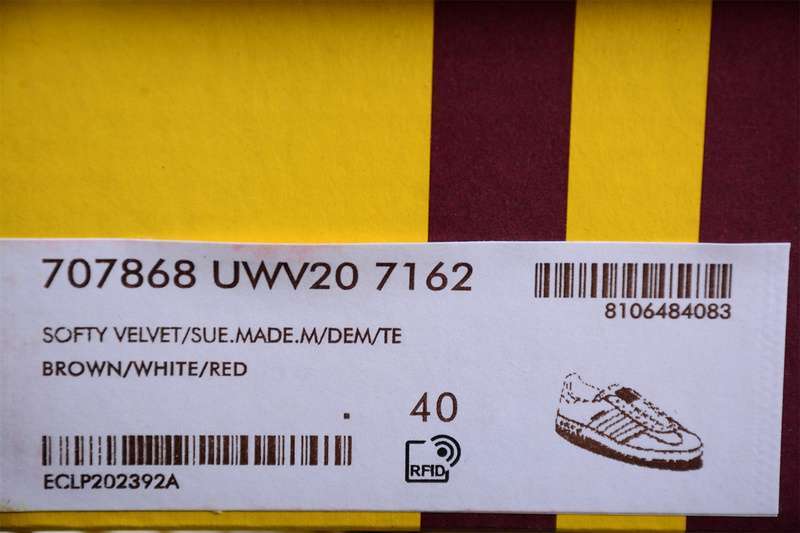 707868 UWV20 7162
8106484083
SOFTY VELVET/SUE.MADE.M/DEM/TE
BROWN/WHITE/RED
40
RFID
ECLP202392A